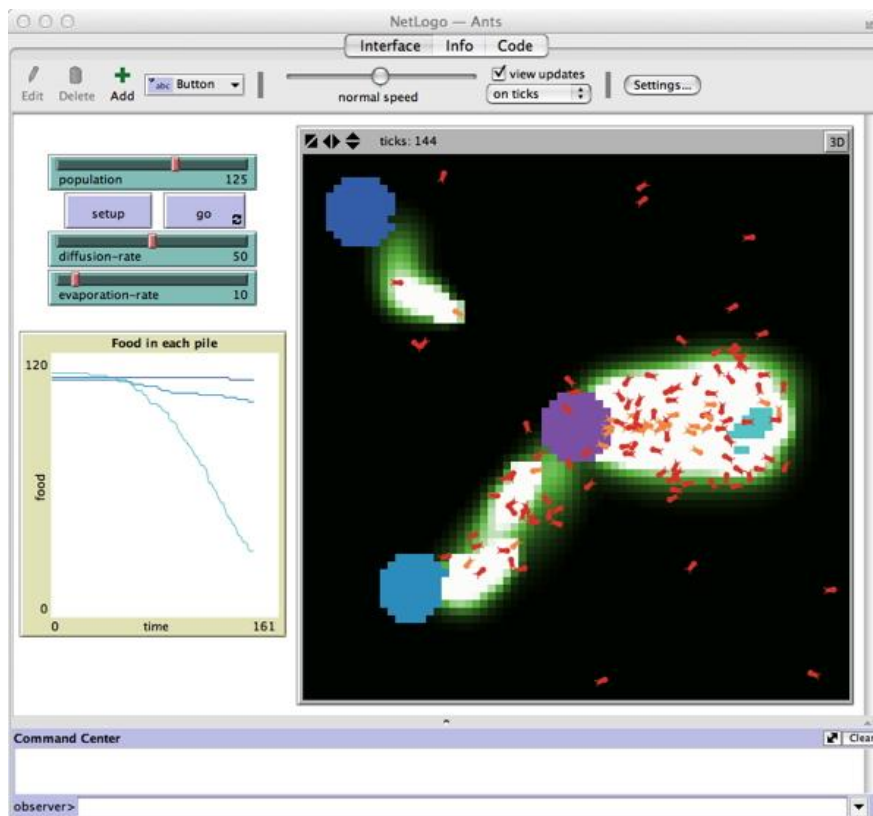 NetLogo — Ants
Interface Info Code
Edit Delete Add abc Button normal speed view updates on ticks Settings...
ticks: 144 3D
population 125
setup go
diffusion-rate 50
evaporation-rate 10
Food in each pile
120
food
0
0 time 161
Command Center Clear
observer>